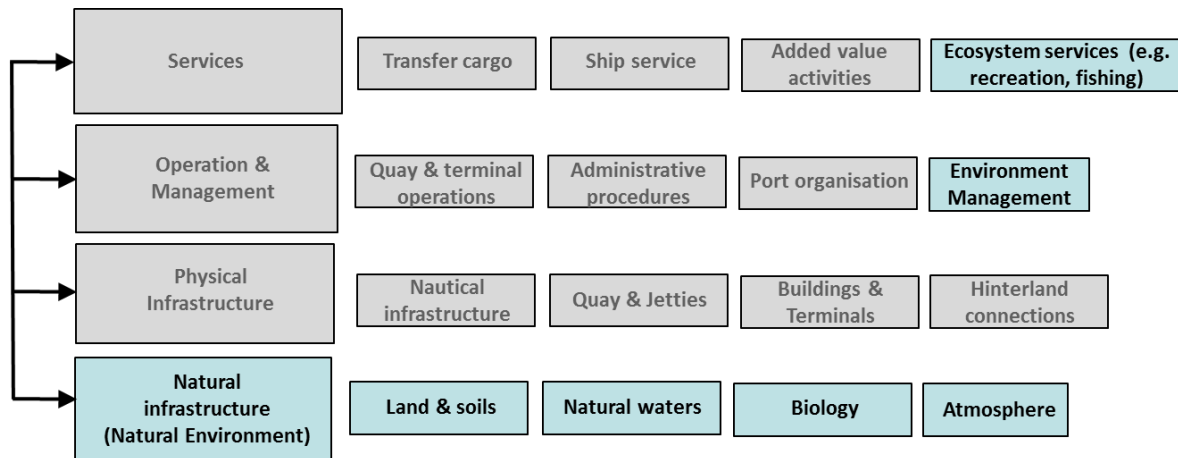 Services
Transfer cargo
Ship service
Added value
activities
Ecosystem services (e.g.
recreation, fishing)
Operation &
Management
Quay & terminal
operations
Administrative
procedures
Port organisation
Environment
Management
Physical
Infrastructure
Nautical
infrastructure
Quay & Jetties
Buildings &
Terminals
Hinterland
connections
Natural
infrastructure
(Natural Environment)
Land & soils
Natural waters
Biology
Atmosphere